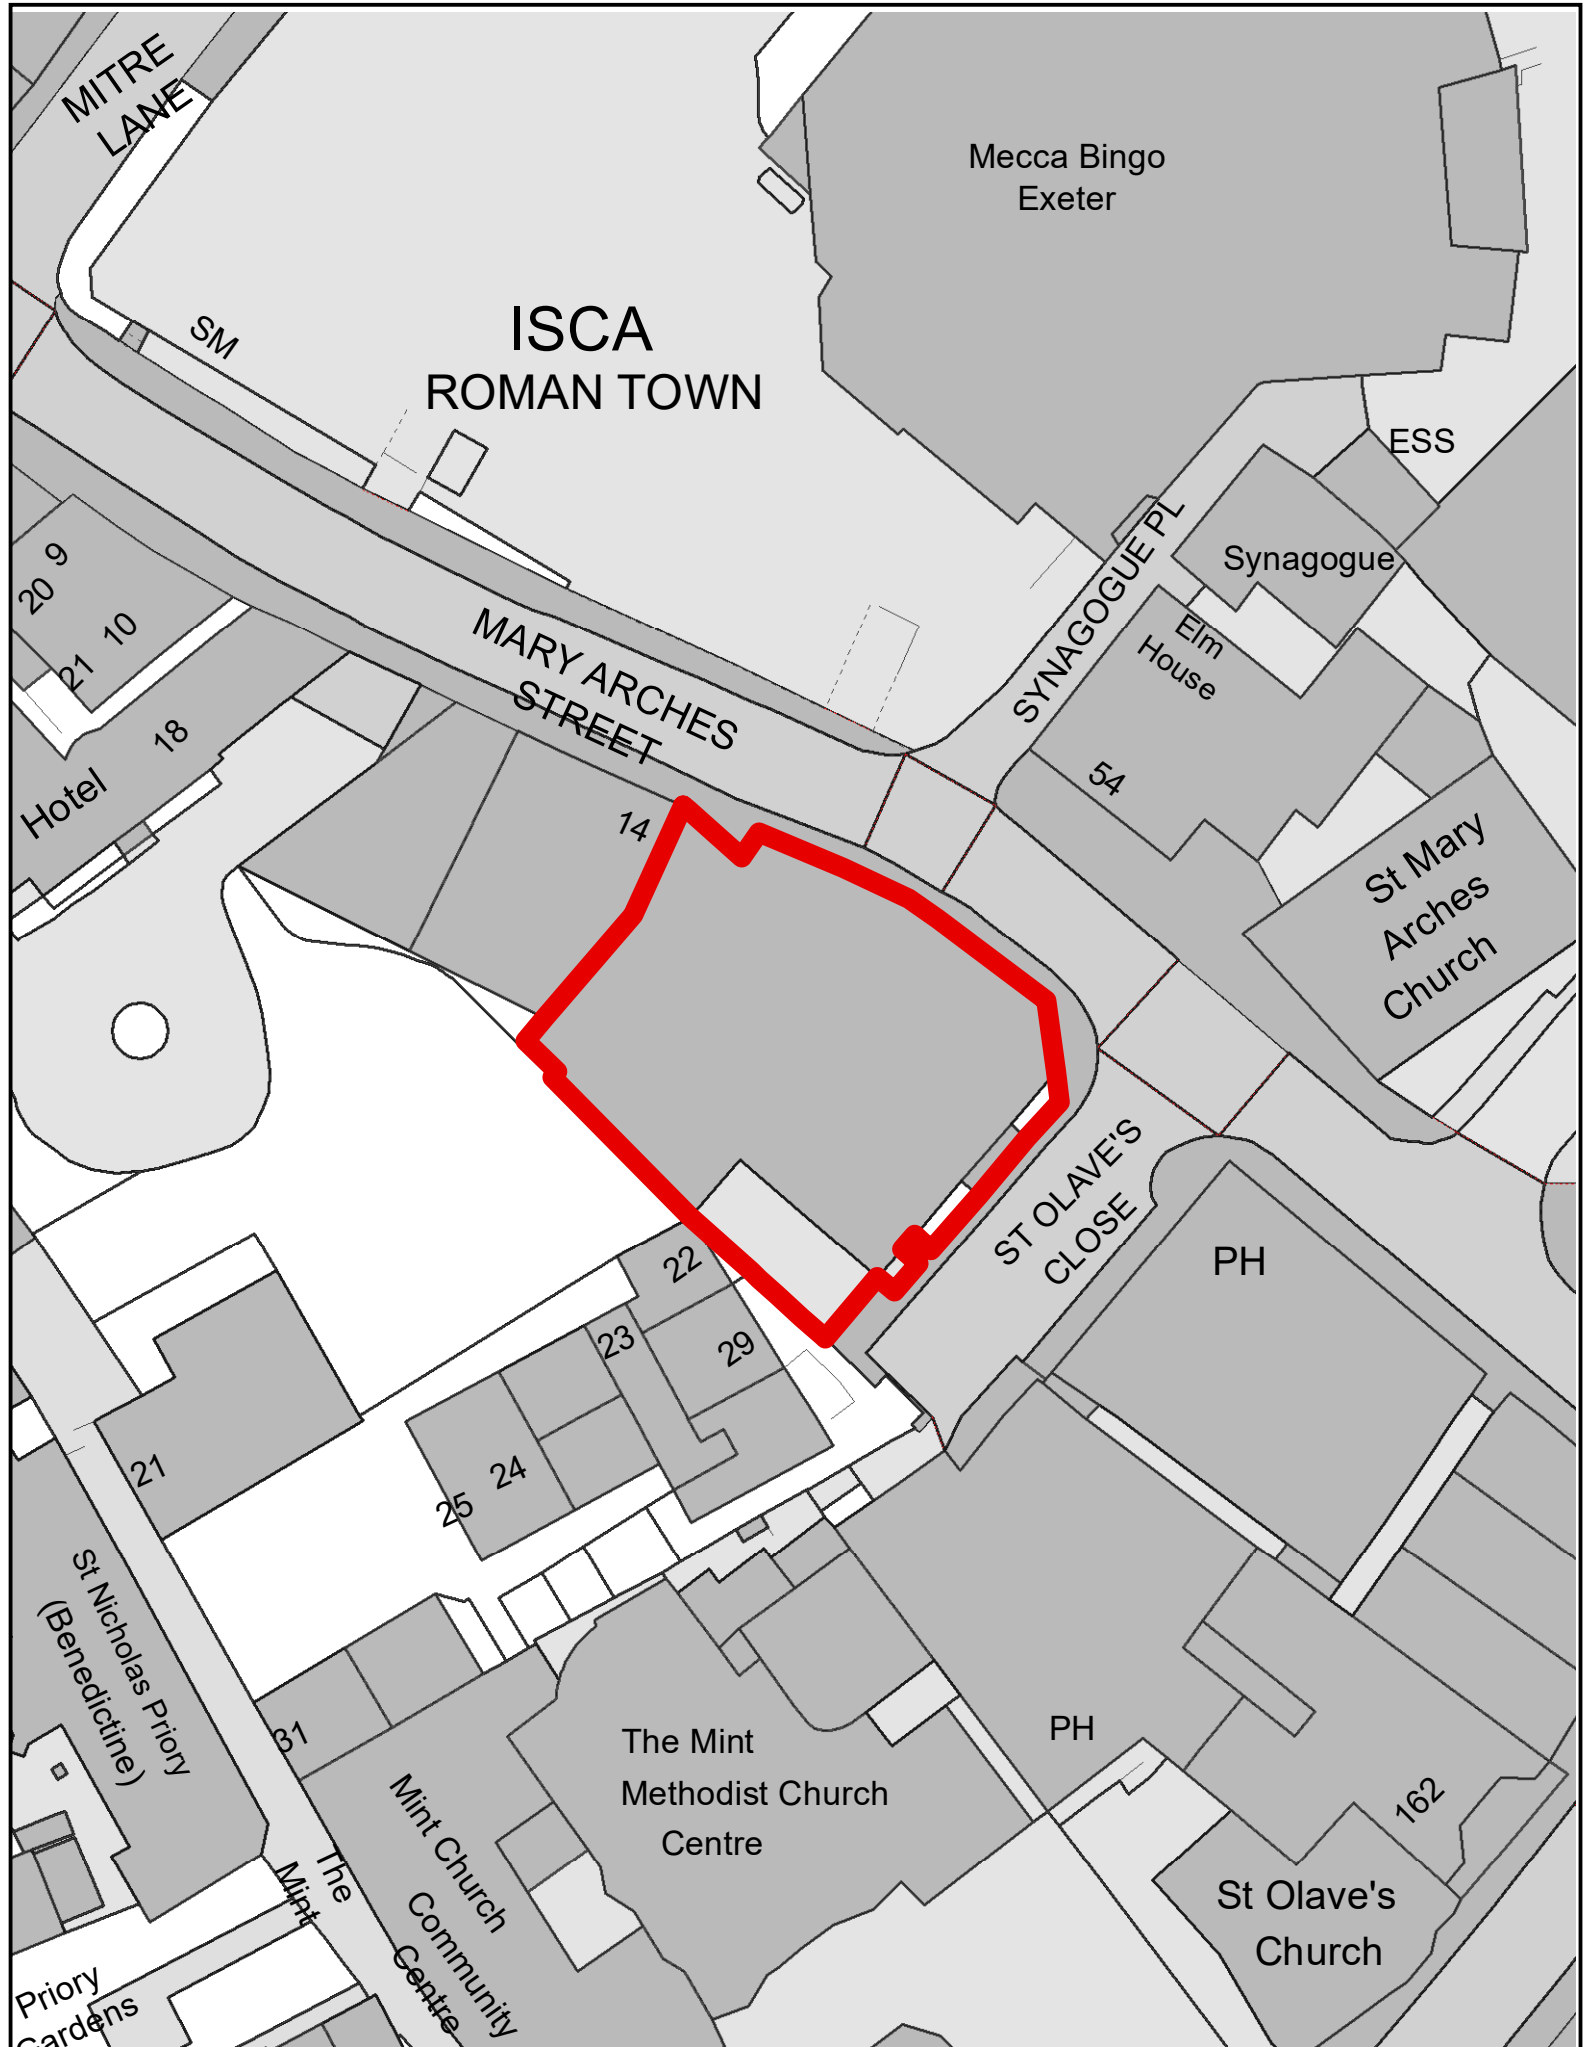 MITRE
LANE
Mecca Bingo
Exeter
SM
ISCA
ROMAN TOWN
ESS
SYNAGOGUE PL
Synagogue
9
20
10
21
Elm
House
MARY ARCHES
STREET
18
Hotel
54
14
St Mary
Arches
Church
ST OLAVE'S
CLOSE
PH
22
23
29
21
24
25
St Nicholas Priory
(Benedictine)
31
The Mint
Methodist Church
Centre
PH
162
Mint Church
Community
Centre
The
Mint
St Olave's
Church
Priory
Gardens